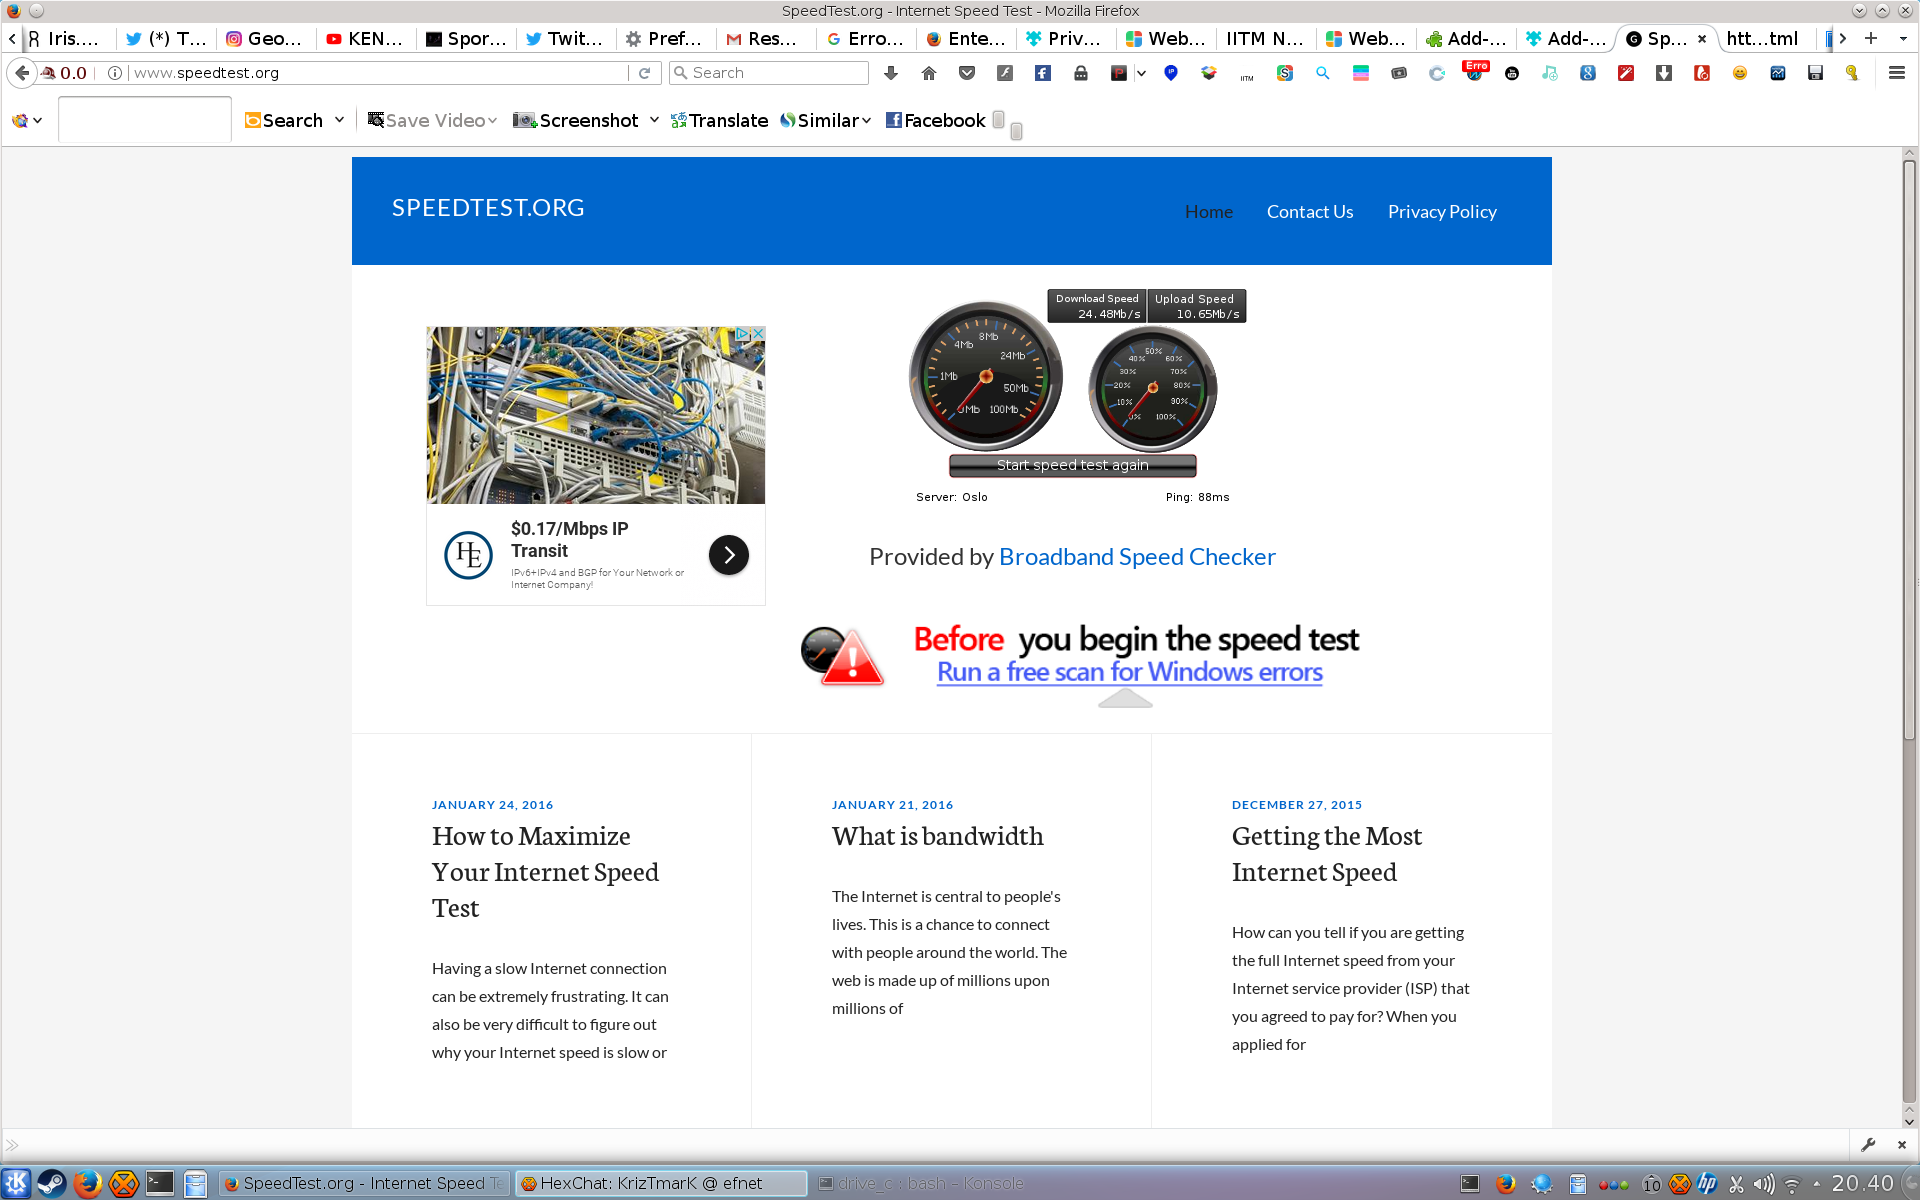 SpeedTest.org - Internet Speed Test - Mozilla Firefox
Iris.... (*) T... Geo... KEN... Spor... Twit... Pref... Res... Erro... Ente... Priv... Web... IITM N... Web... Add-... Add-... Sp... htt...tml
0.0 www.speedtest.org Search IITM Erro
Search Save Video Screenshot Translate Similar Facebook
SPEEDTEST.ORG
Home Contact Us Privacy Policy
Download Speed Upload Speed
24.48Mb/s 10.65Mb/s
0Mb 1Mb 4Mb 8Mb 24Mb 50Mb 100Mb
0% 10% 20% 30% 40% 50% 60% 70% 80% 90% 100%
Start speed test again
Server: Oslo Ping: 88ms
HE
$0.17/Mbps IP
Transit
IPv6+IPv4 and BGP for Your Network or
Internet Company!
Provided by Broadband Speed Checker
Before you begin the speed test
Run a free scan for Windows errors
JANUARY 24, 2016
How to Maximize
Your Internet Speed
Test
Having a slow Internet connection
can be extremely frustrating. It can
also be very difficult to figure out
why your Internet speed is slow or
JANUARY 21, 2016
What is bandwidth
The Internet is central to people's
lives. This is a chance to connect
with people around the world. The
web is made up of millions upon
millions of
DECEMBER 27, 2015
Getting the Most
Internet Speed
How can you tell if you are getting
the full Internet speed from your
Internet service provider (ISP) that
you agreed to pay for? When you
applied for
SpeedTest.org - Internet Speed Te HexChat: KrizTmarK @ efnet drive_c : bash – Konsole 10 hp 20.40